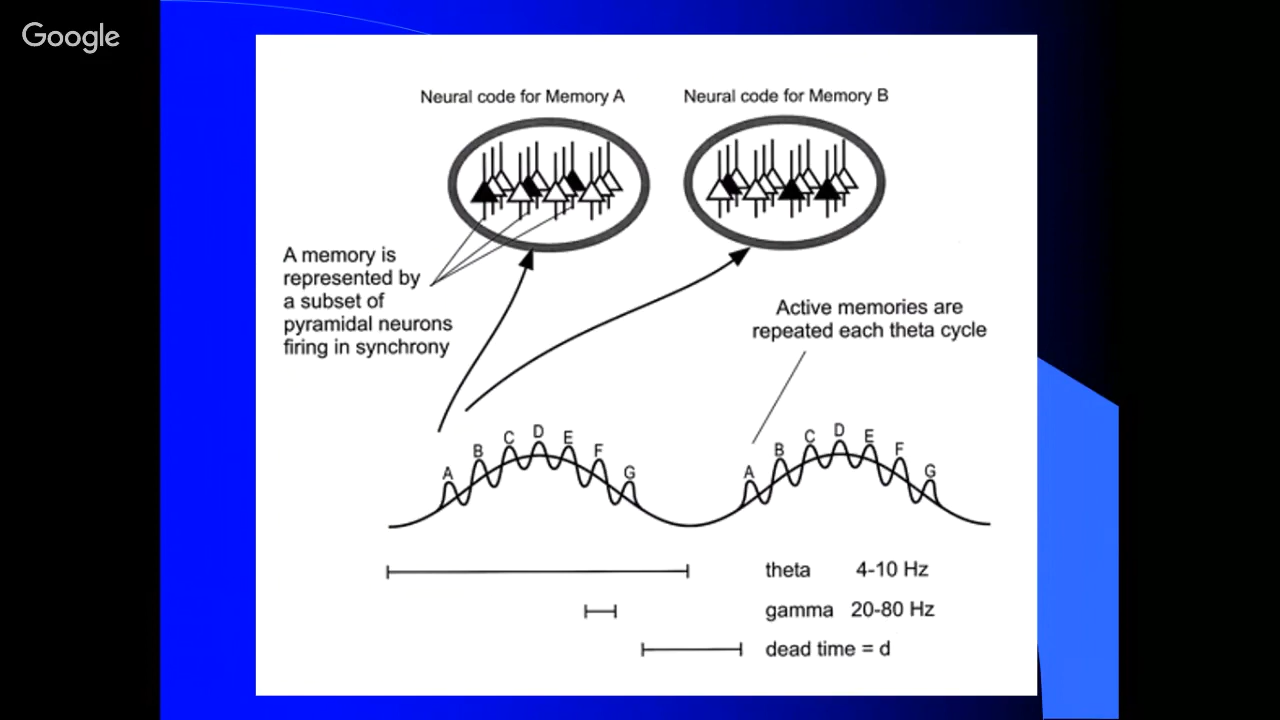 Google
Neural code for Memory A
Neural code for Memory B
A memory is
represented by
a subset of
pyramidal neurons
firing in synchrony
Active memories are
repeated each theta cycle
A B C D E F G
A B C D E F G
theta 4-10 Hz
gamma 20-80 Hz
dead time = d